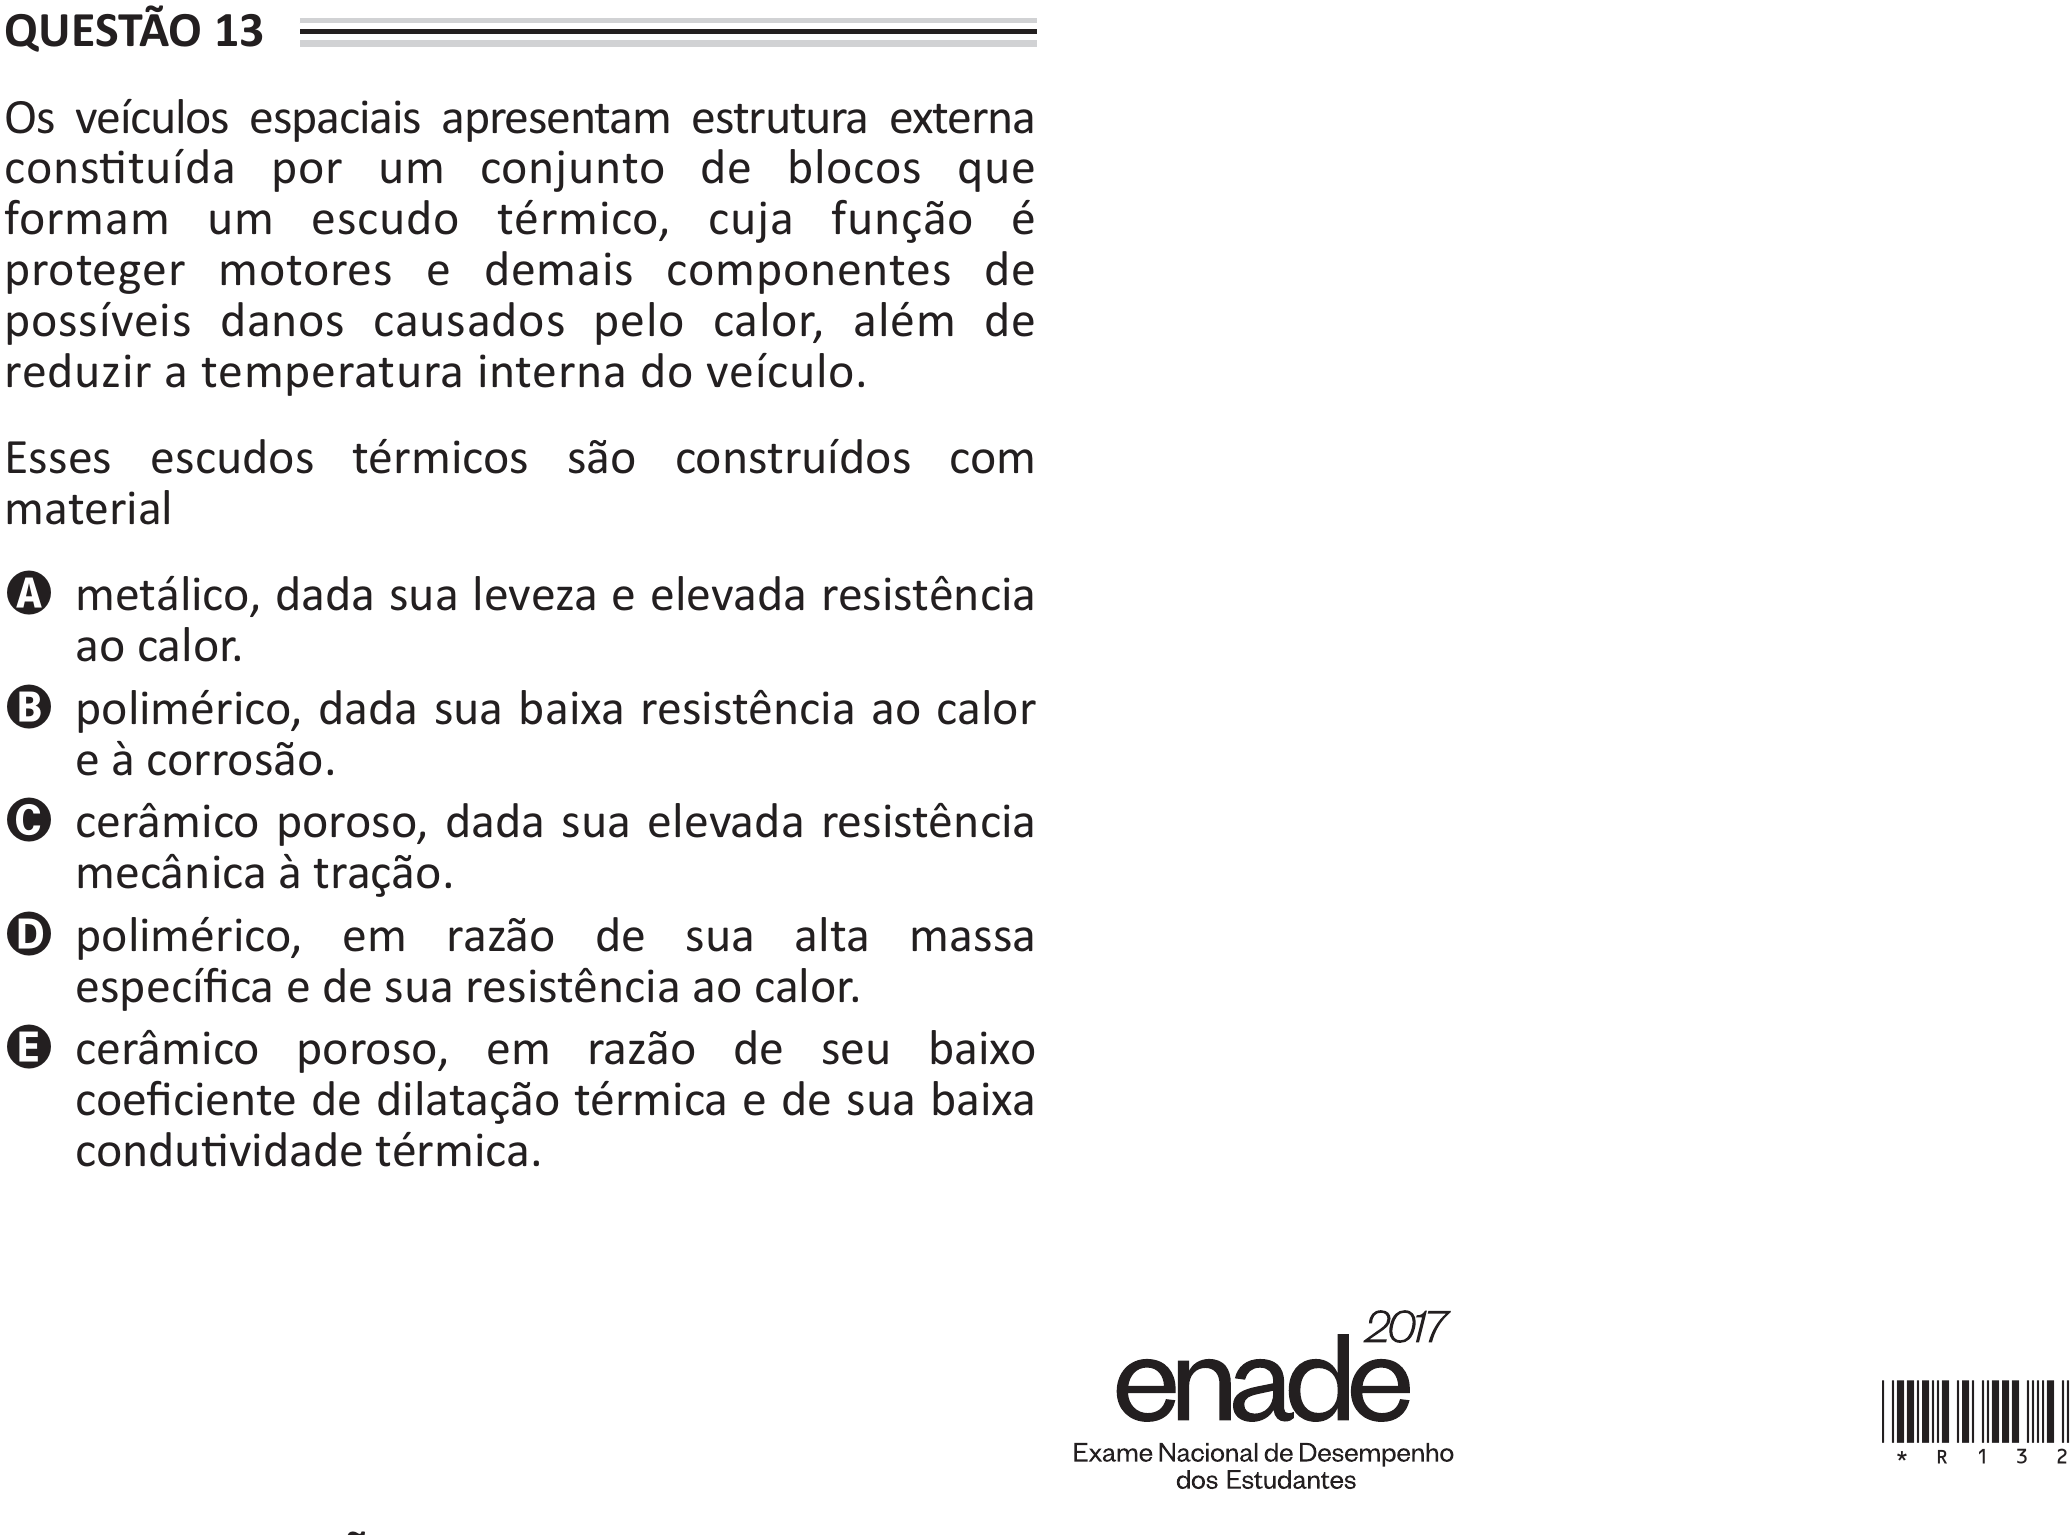 QUESTÃO 13
Os veículos espaciais apresentam estrutura externa
constituída por um conjunto de blocos que
formam um escudo térmico, cuja função é
proteger motores e demais componentes de
possíveis danos causados pelo calor, além de
reduzir a temperatura interna do veículo.
Esses escudos térmicos são construídos com
material
A metálico, dada sua leveza e elevada resistência
ao calor.
B polimérico, dada sua baixa resistência ao calor
e à corrosão.
C cerâmico poroso, dada sua elevada resistência
mecânica à tração.
D polimérico, em razão de sua alta massa
específica e de sua resistência ao calor.
E cerâmico poroso, em razão de seu baixo
coeficiente de dilatação térmica e de sua baixa
condutividade térmica.
2017
enade
Exame Nacional de Desempenho
dos Estudantes
* R 1 3 2